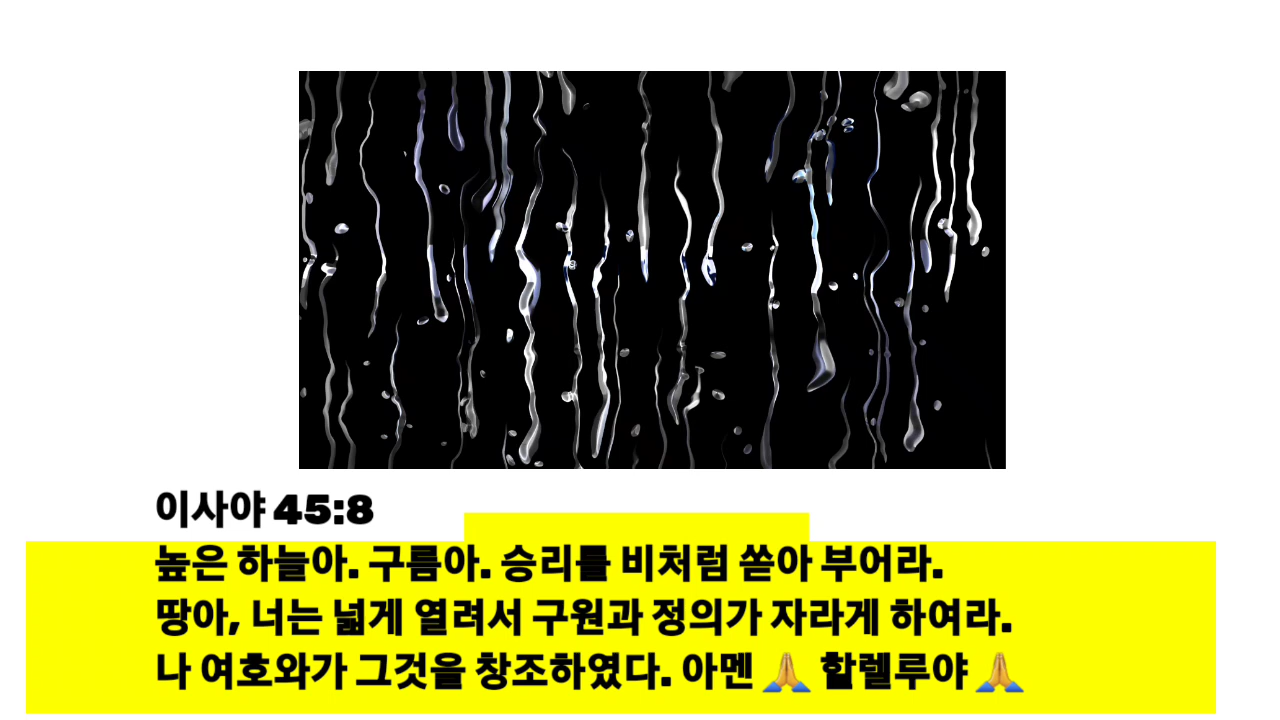 이사야 45:8
높은 하늘아. 구름아. 승리를 비처럼 쏟아 부어라.
땅아, 너는 넓게 열려서 구원과 정의가 자라게 하여라.
나 여호와가 그것을 창조하였다. 아멘 🙏 할렐루야 🙏